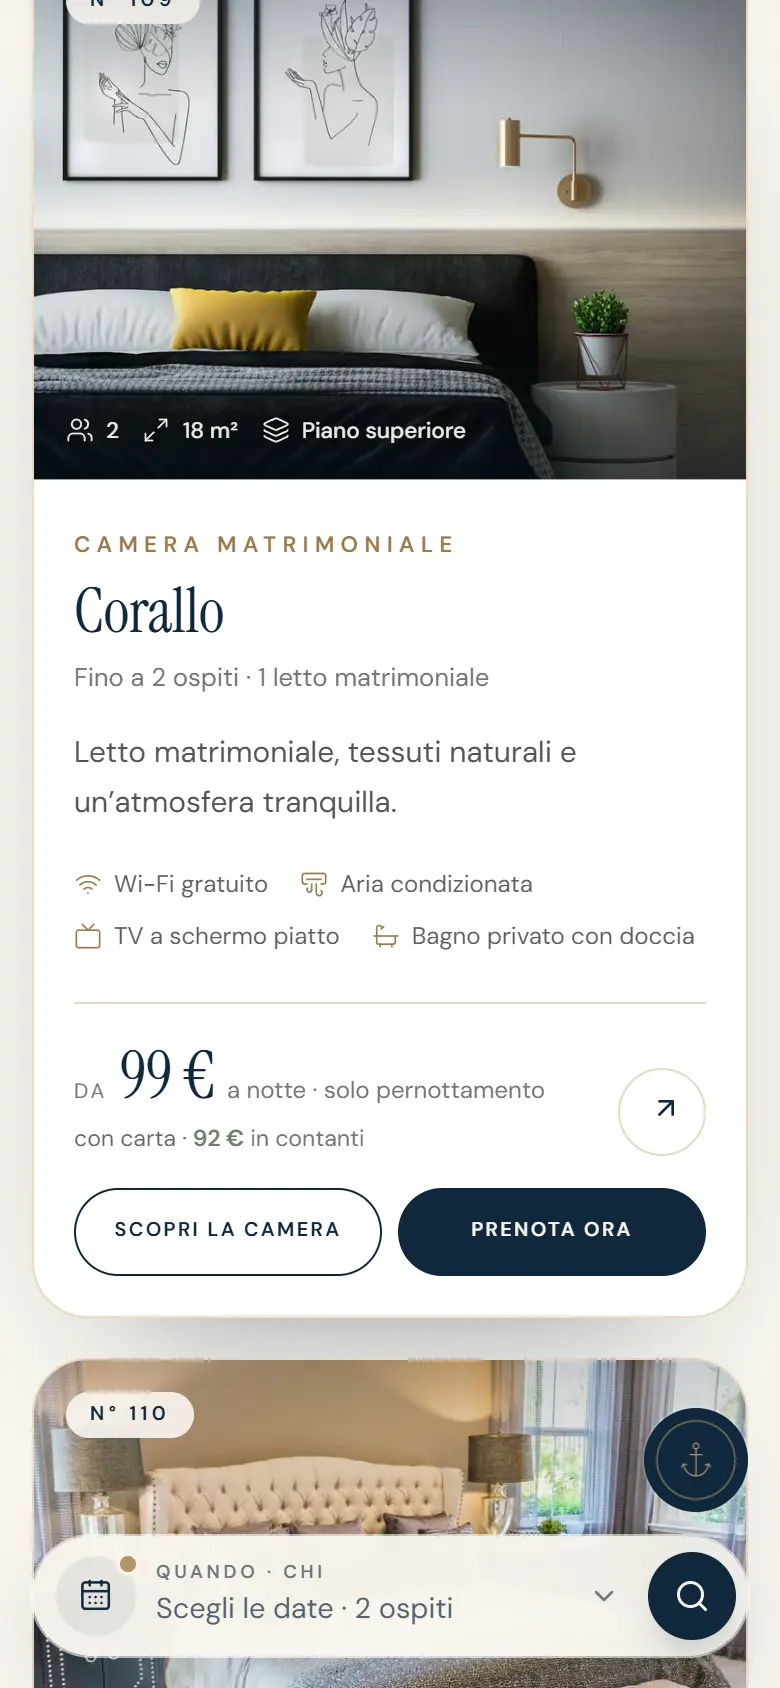 N° 109
2 18 m² Piano superiore
CAMERA MATRIMONIALE
Corallo
Fino a 2 ospiti · 1 letto matrimoniale
Letto matrimoniale, tessuti naturali e
un’atmosfera tranquilla.
Wi-Fi gratuito Aria condizionata
TV a schermo piatto Bagno privato con doccia
DA 99 € a notte · solo pernottamento
con carta · 92 € in contanti
SCOPRI LA CAMERA PRENOTA ORA
N° 110
QUANDO · CHI
Scegli le date · 2 ospiti